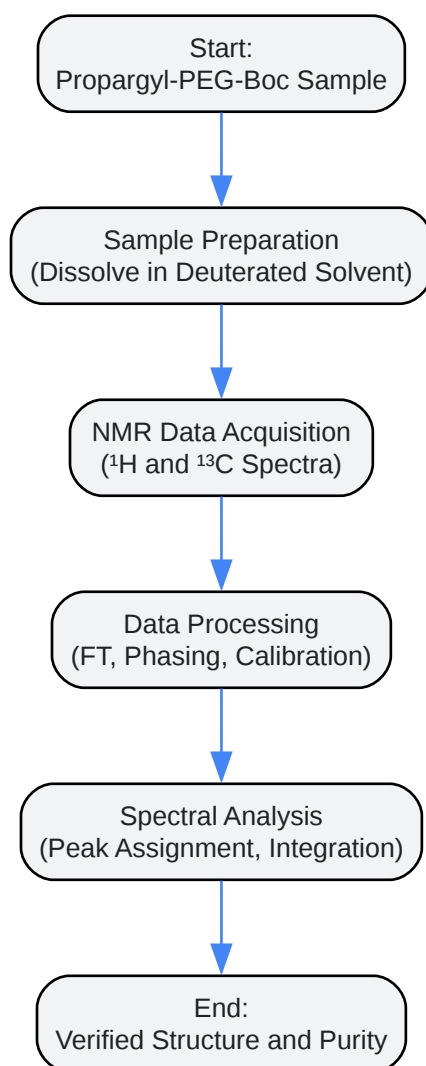 Start:
Propargyl-PEG-Boc Sample
Sample Preparation
(Dissolve in Deuterated Solvent)
NMR Data Acquisition
(¹H and ¹³C Spectra)
Data Processing
(FT, Phasing, Calibration)
Spectral Analysis
(Peak Assignment, Integration)
End:
Verified Structure and Purity